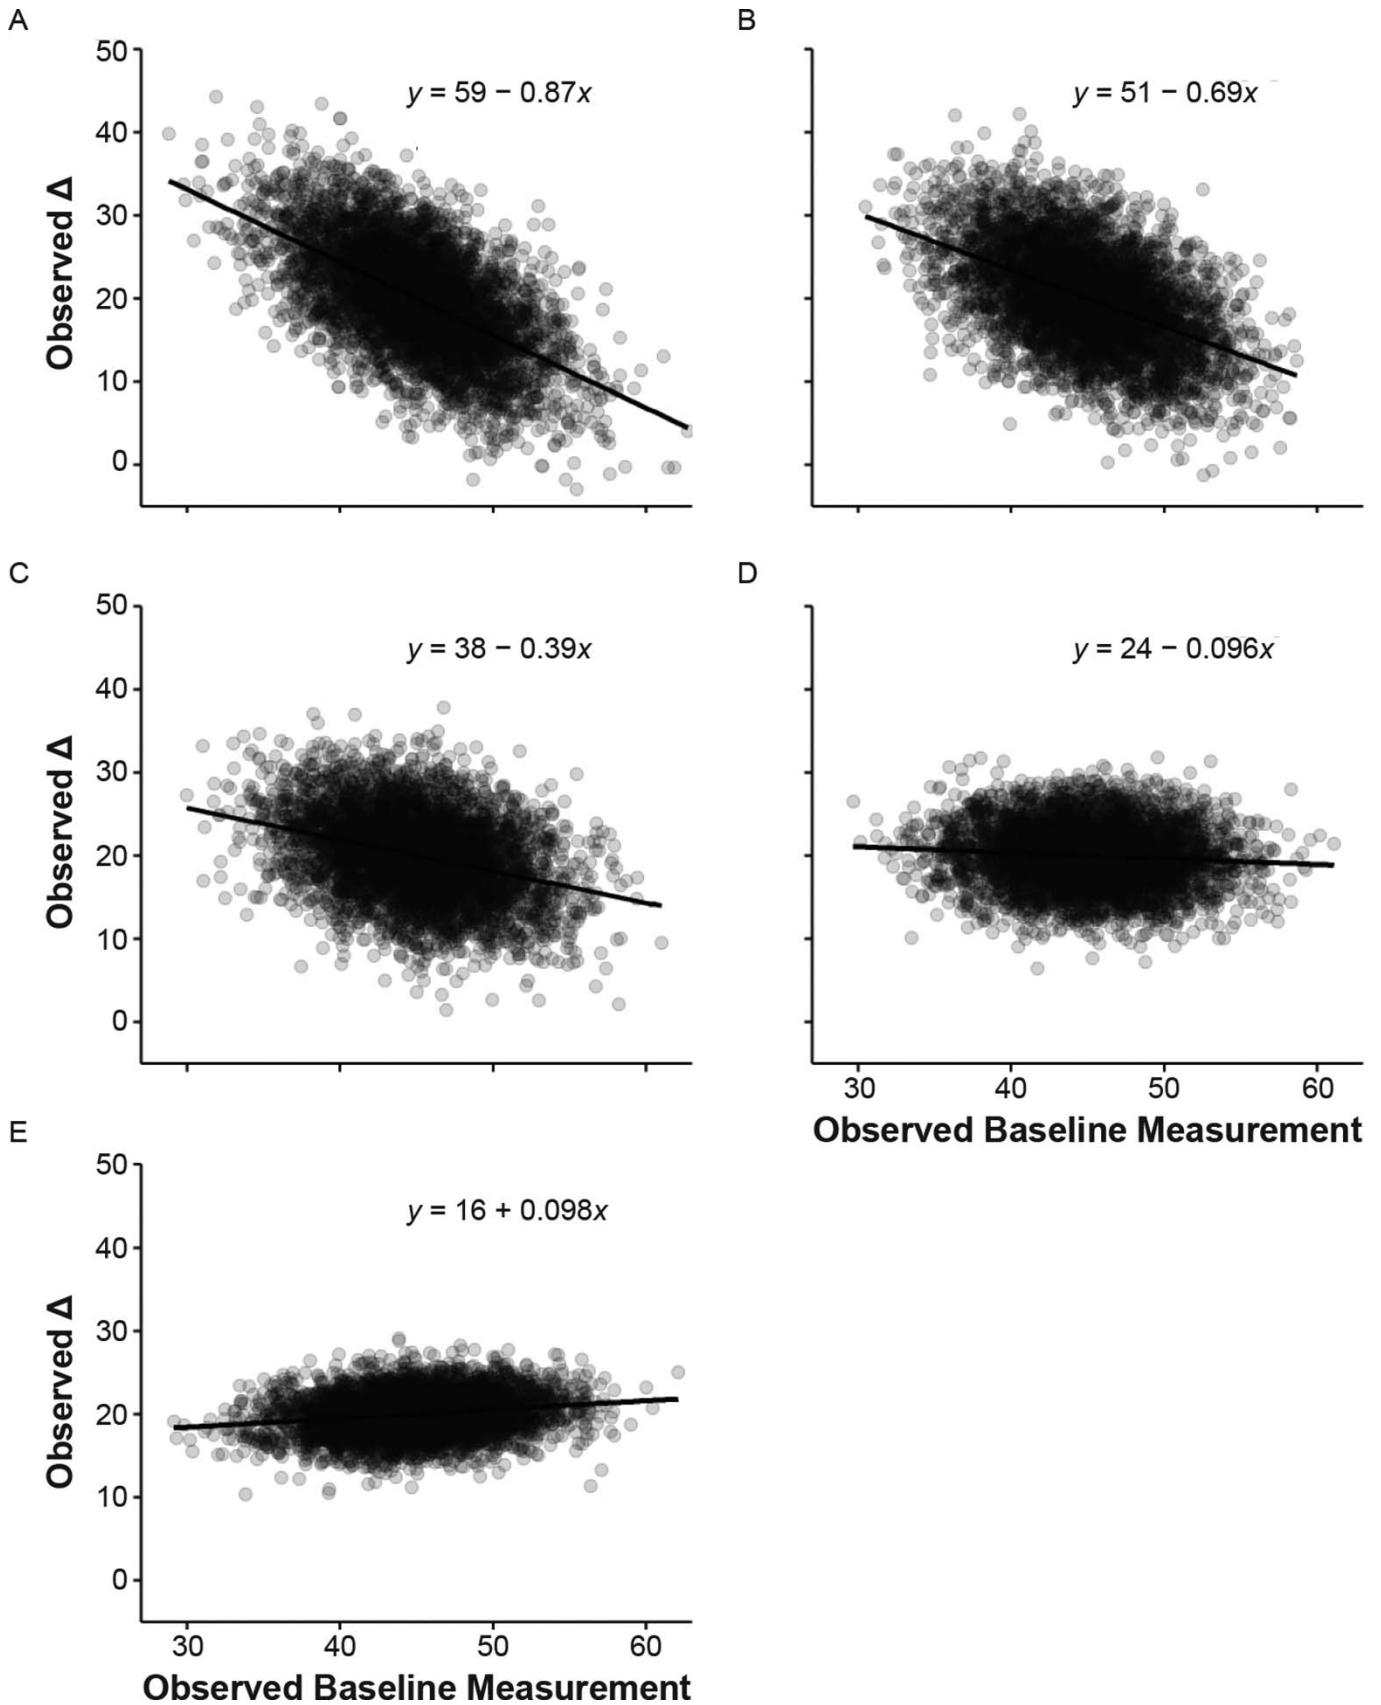 A
50
40
30
20
10
0
Observed Δ
y = 59 − 0.87x
B
y = 51 − 0.69x
C
50
40
30
20
10
0
Observed Δ
y = 38 − 0.39x
D
y = 24 − 0.096x
30 40 50 60
Observed Baseline Measurement
E
50
40
30
20
10
0
Observed Δ
y = 16 + 0.098x
30 40 50 60
Observed Baseline Measurement